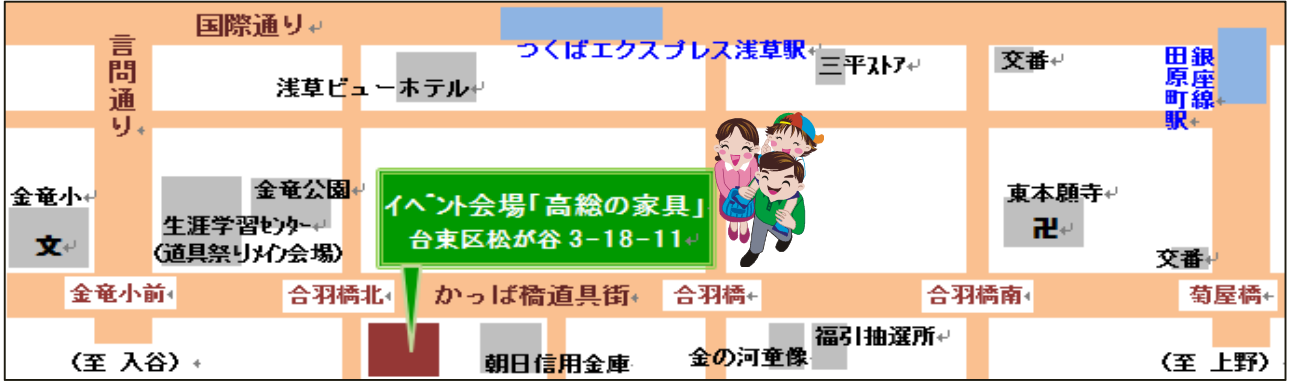 国際通り
言問通り
つくばエクスプレス浅草駅
浅草ビューホテル
三平ストア
交番
銀座線
田原町駅
金竜小
文
金竜公園
生涯学習センター
(道具祭りメイン会場)
イベント会場「高総の家具」
台東区松が谷3-18-11
東本願寺
卍
交番
金竜小前
合羽橋北
かっぱ橋道具街
合羽橋
合羽橋南
菊屋橋
(至 入谷)
朝日信用金庫
金の河童像
福引抽選所
(至 上野)